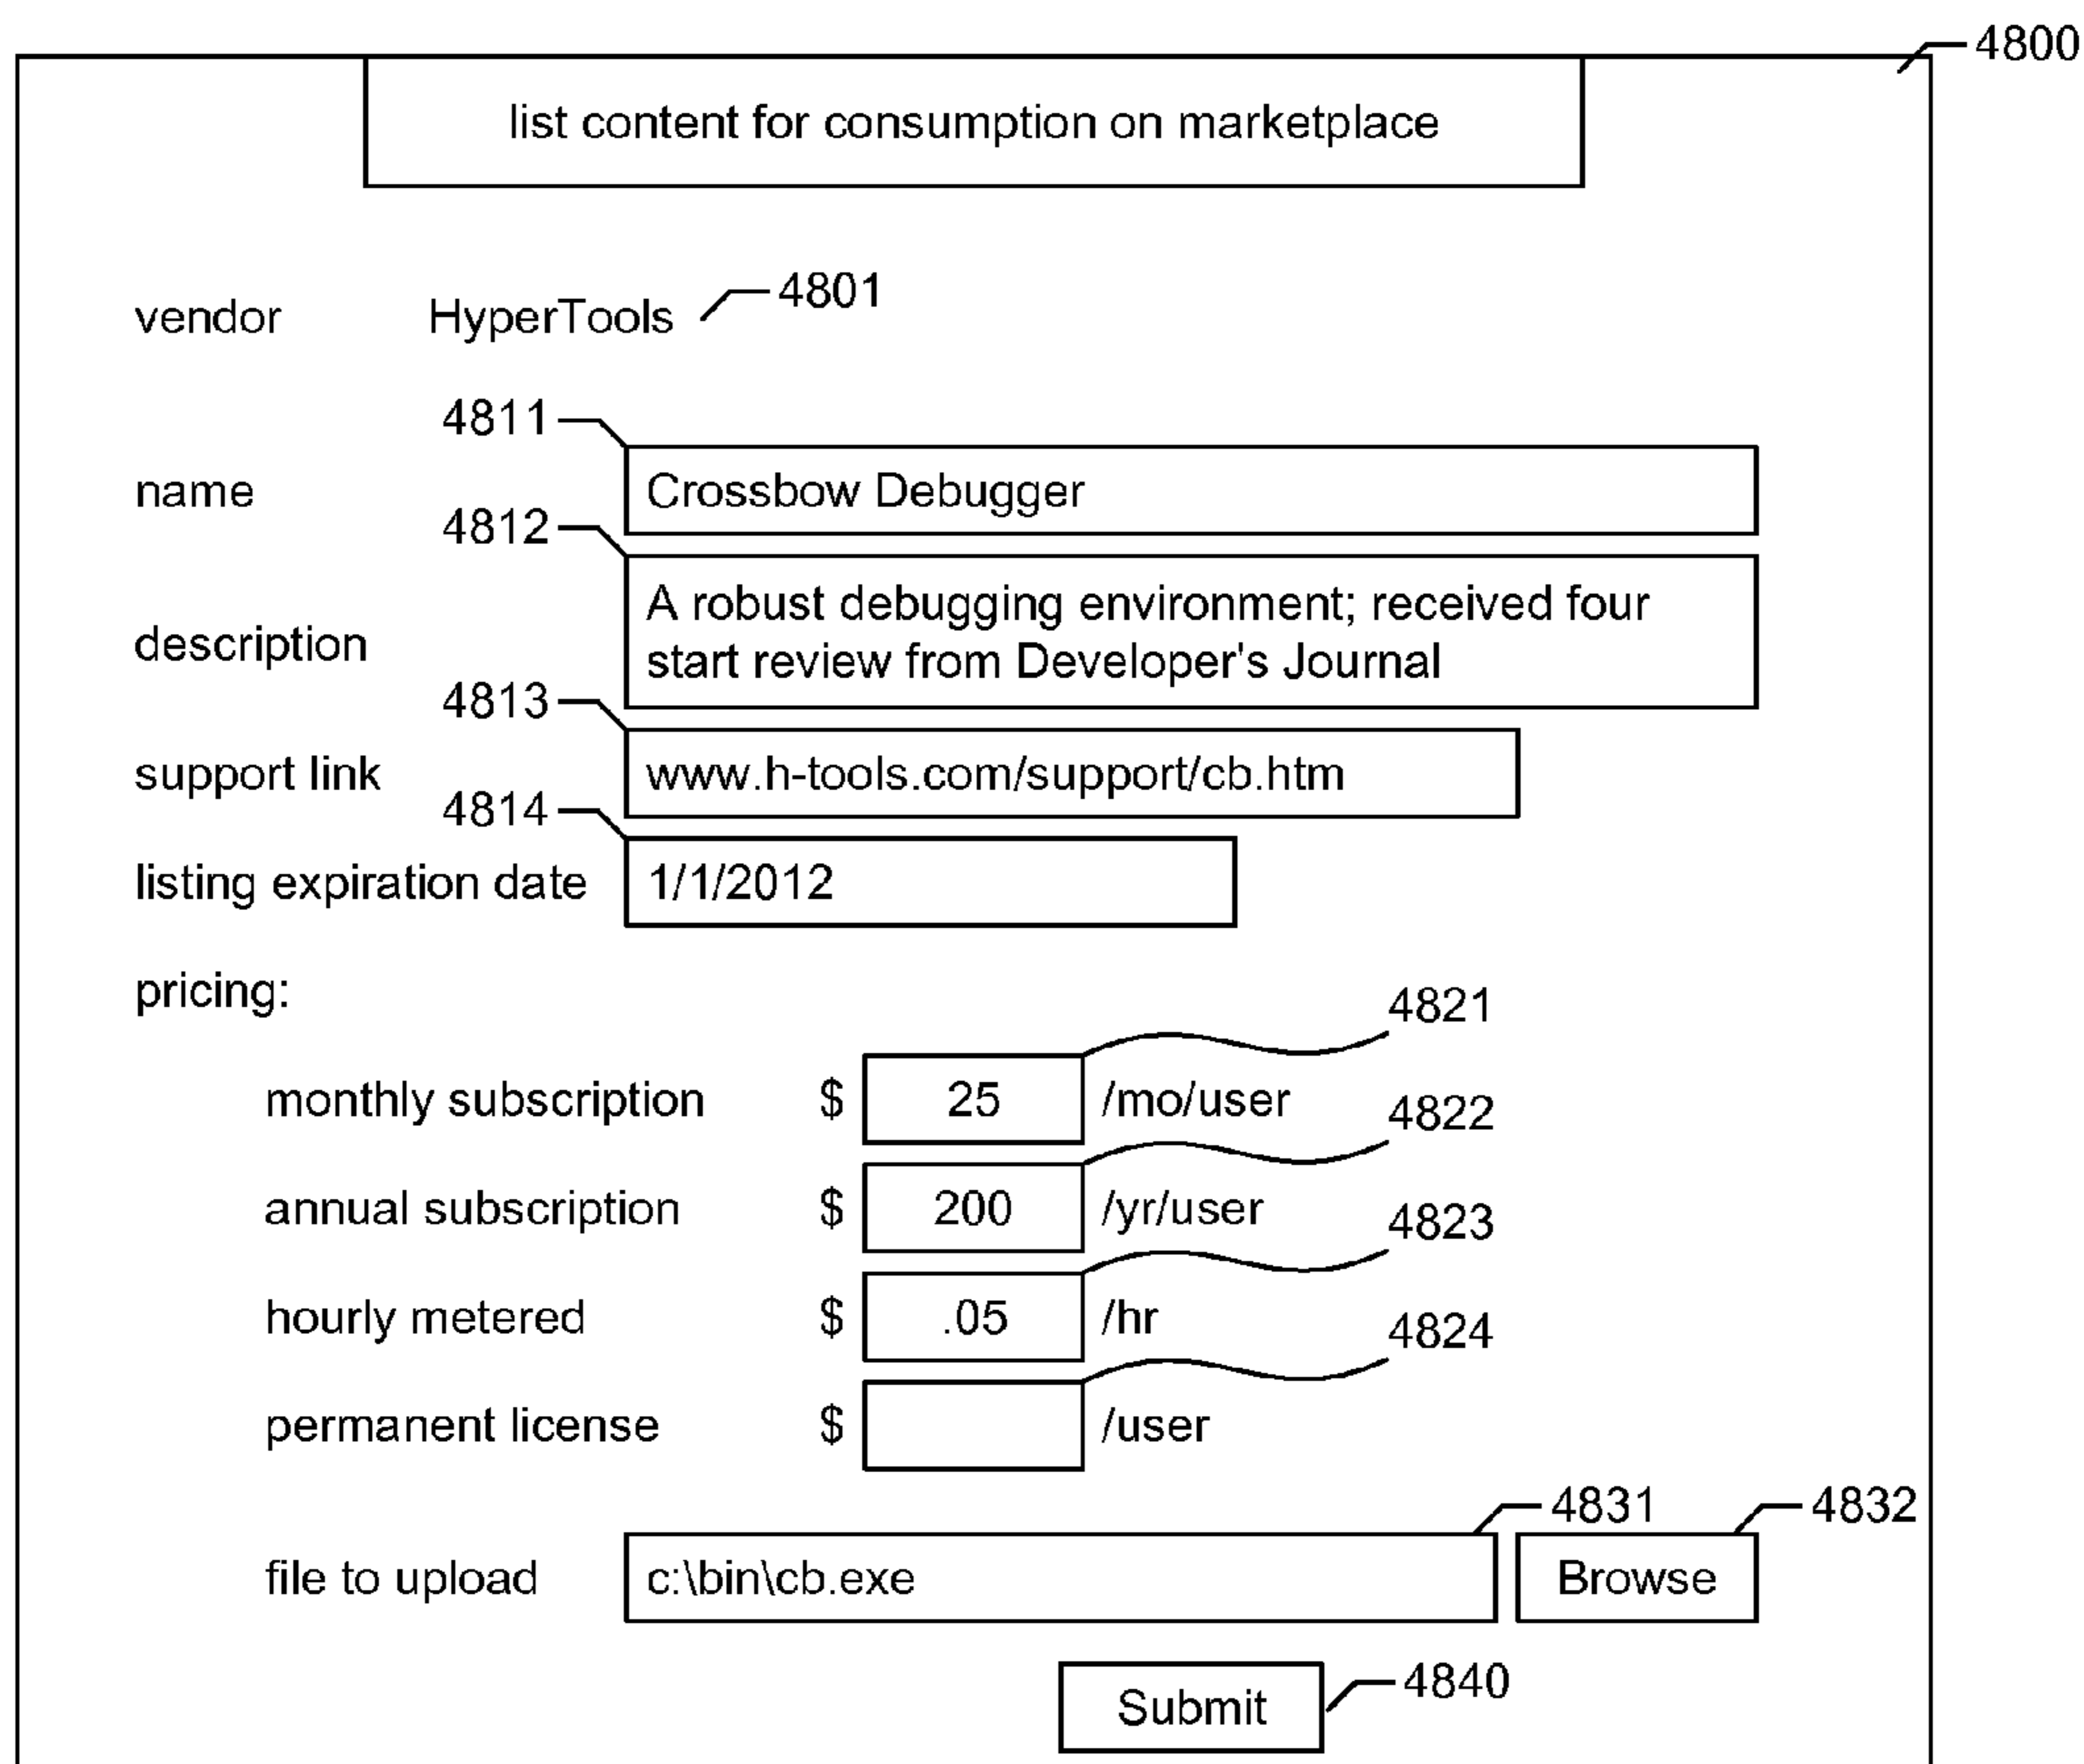 4800
list content for consumption on marketplace
vendor HyperTools 4801
4811
name Crossbow Debugger
4812
description A robust debugging environment; received four
start review from Developer's Journal
4813
support link www.h-tools.com/support/cb.htm
4814
listing expiration date 1/1/2012
pricing:
4821
monthly subscription $ 25 /mo/user
4822
annual subscription $ 200 /yr/user
4823
hourly metered $ .05 /hr
4824
permanent license $ /user
4831 4832
file to upload c:\bin\cb.exe Browse
Submit 4840